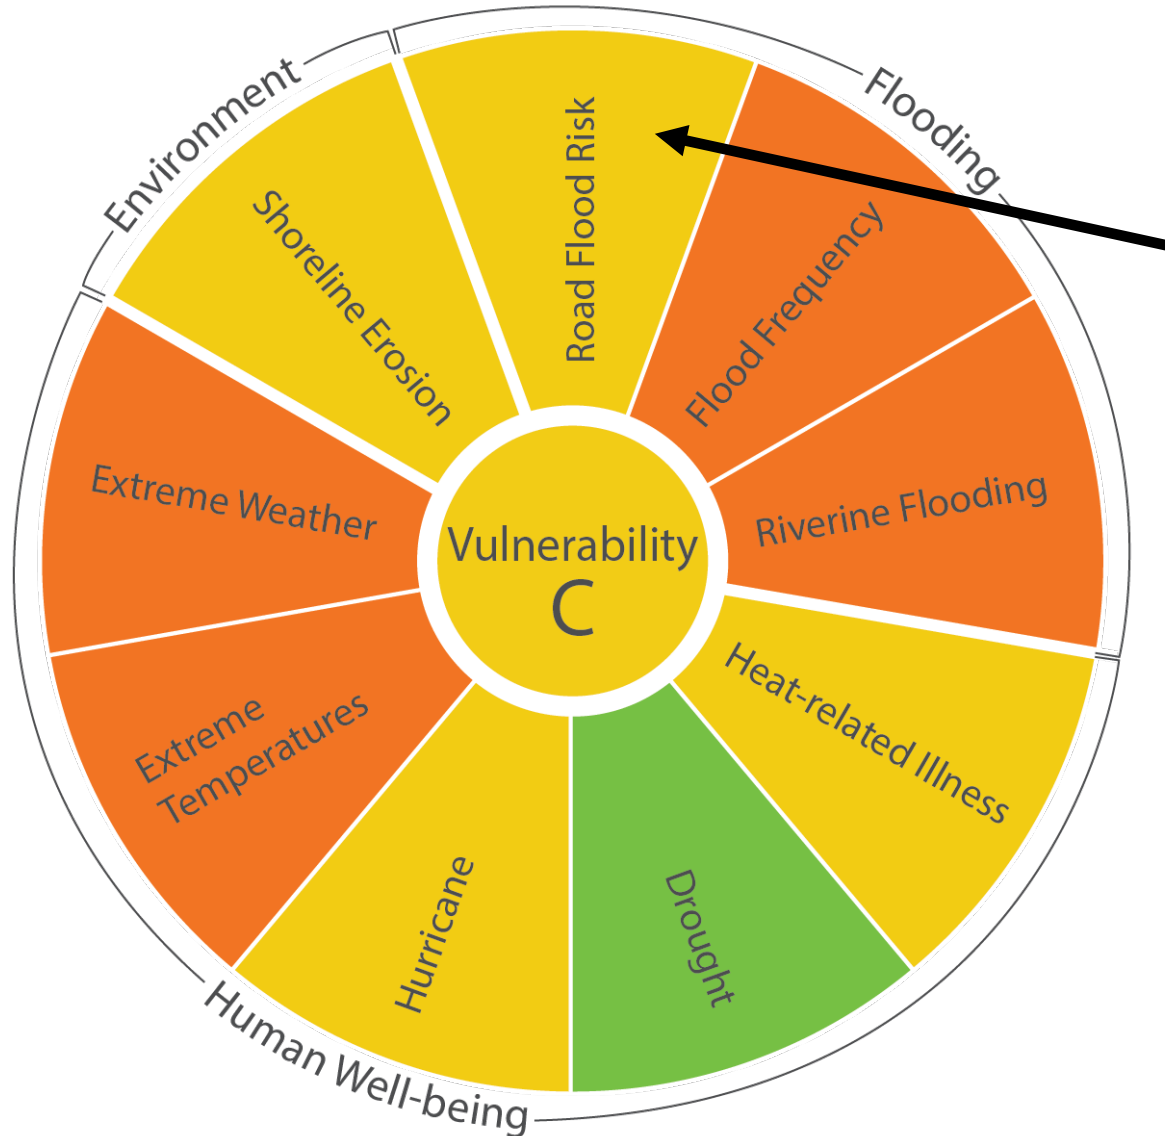 Environment
Flooding
Human Well-being
Shoreline Erosion
Road Flood Risk
Flood Frequency
Riverine Flooding
Heat-related Illness
Drought
Hurricane
Extreme
Temperatures
Extreme Weather
Vulnerability
C